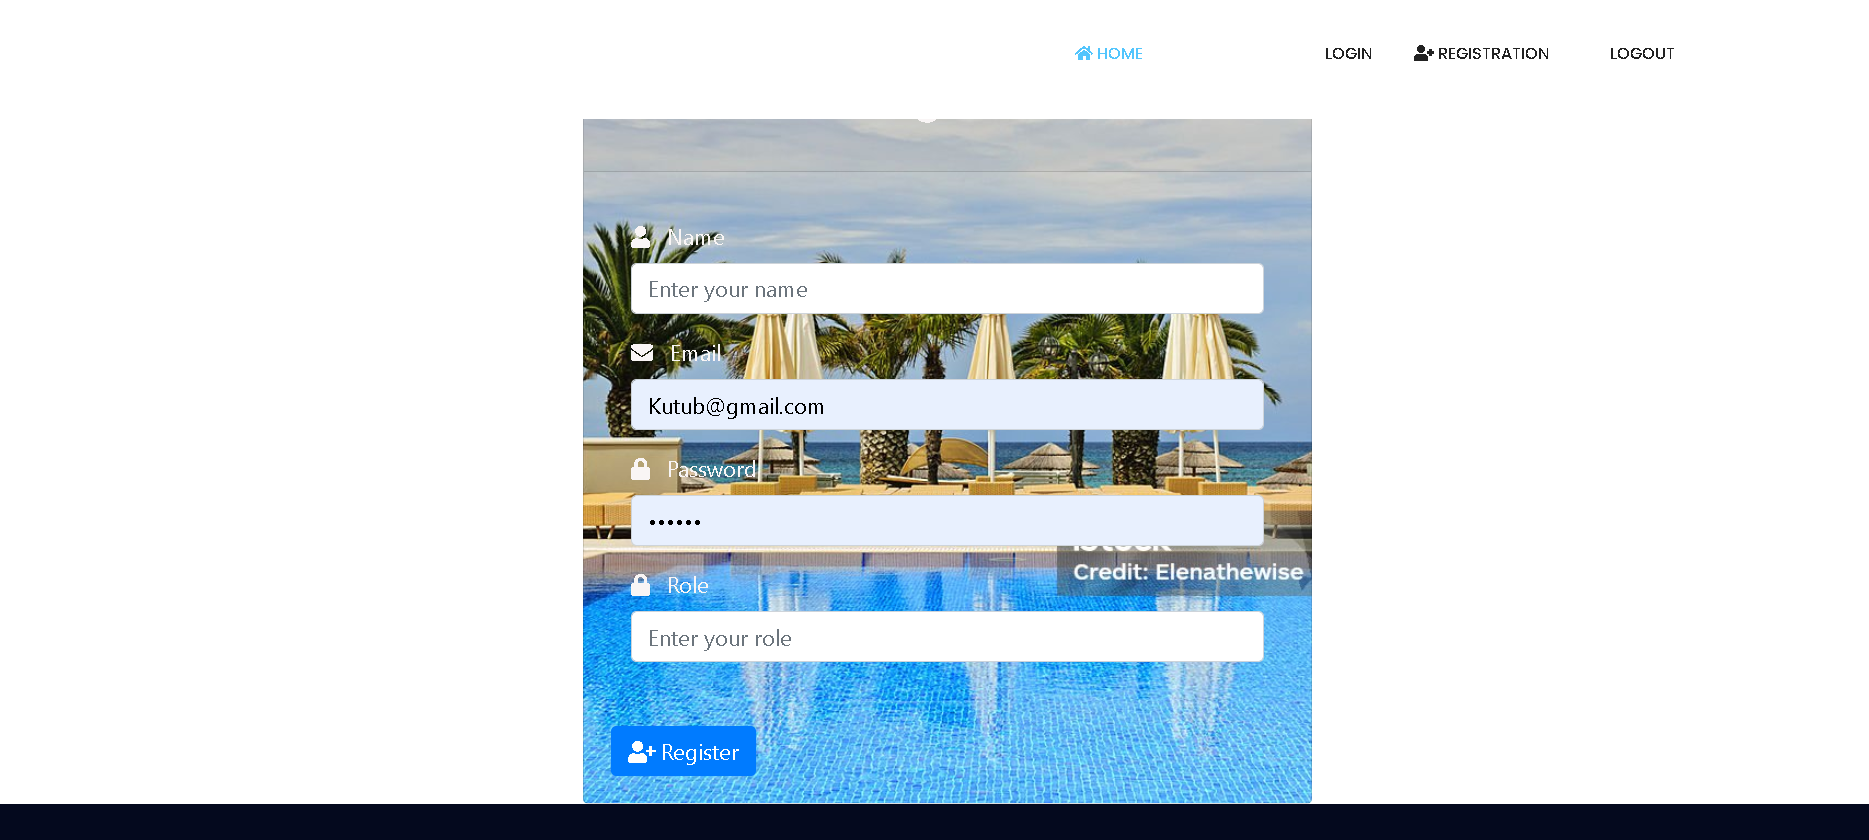 HOME LOGIN REGISTRATION LOGOUT
Name
Enter your name
Email
Kutub@gmail.com
Password
••••••
iStock
Credit: Elenathewise
Role
Enter your role
Register